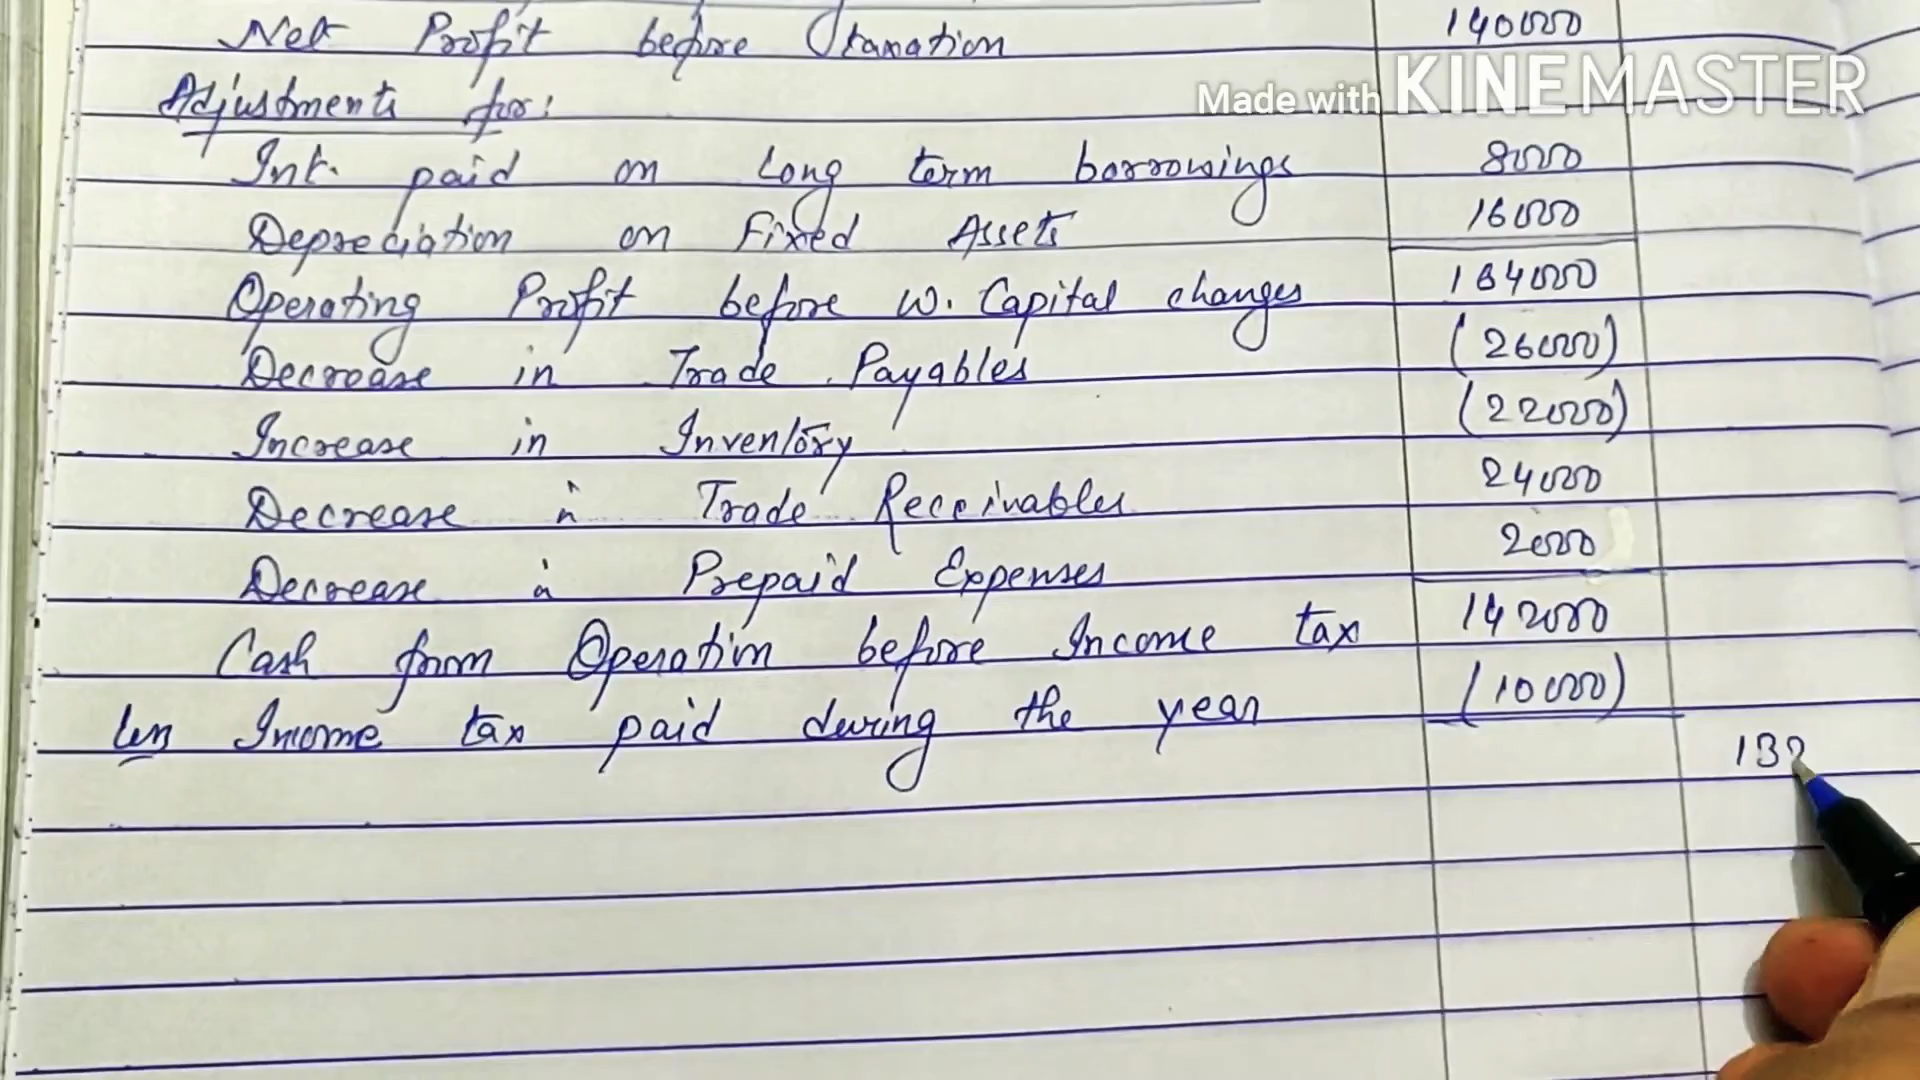 Net Profit before taxation 140000
Made with KINEMASTER
Adjustments for:
Int. paid on Long term borrowings 8000
Depreciation on Fixed Assets 16000
Operating Profit before W. Capital changes 164000
Decrease in Trade Payables (26000)
Increase in Inventory (22000)
Decrease in Trade Receivables 24000
Decrease in Prepaid Expenses 2000
Cash from Operation before Income tax 142000
Less Income tax paid during the year (10000)
132